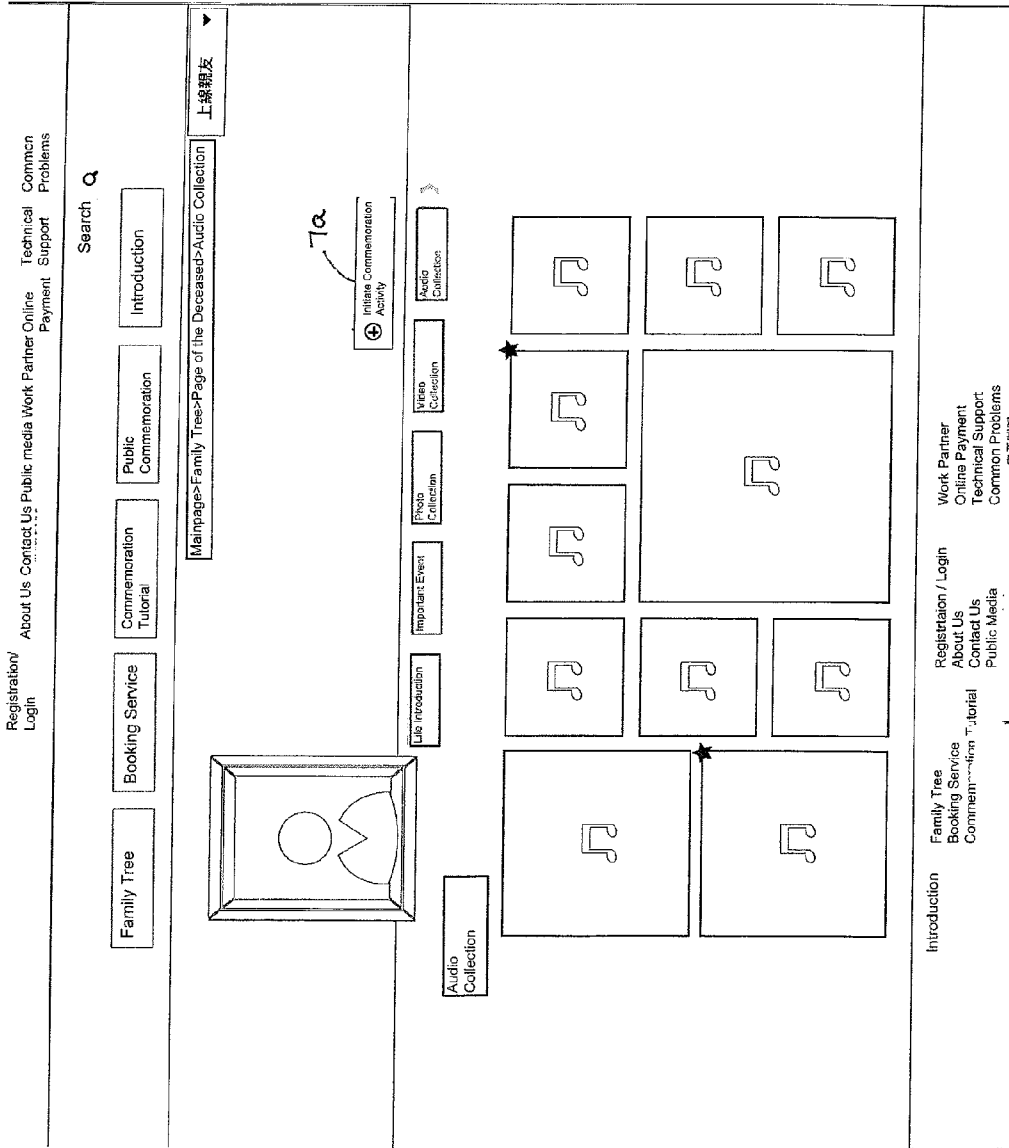 Registration/
Login
About Us Contact Us Public media Work Partner Online
Payment
Technical
Support
Common
Problems
Search
Family Tree
Booking Service
Commemoration
Tutorial
Public
Commemoration
Introduction
Mainpage>Family Tree>Page of the Deceased>Audio Collection
上線親友
7a
Initiate Commemoration
Activity
Life Introduction
Important Event
Photo
Collection
Video
Collection
Audio
Collection
Audio
Collection
Introduction
Family Tree
Booking Service
Commemoration Tutorial
Registrtaion / Login
About Us
Contact Us
Public Media
Work Partner
Online Payment
Technical Support
Common Problems